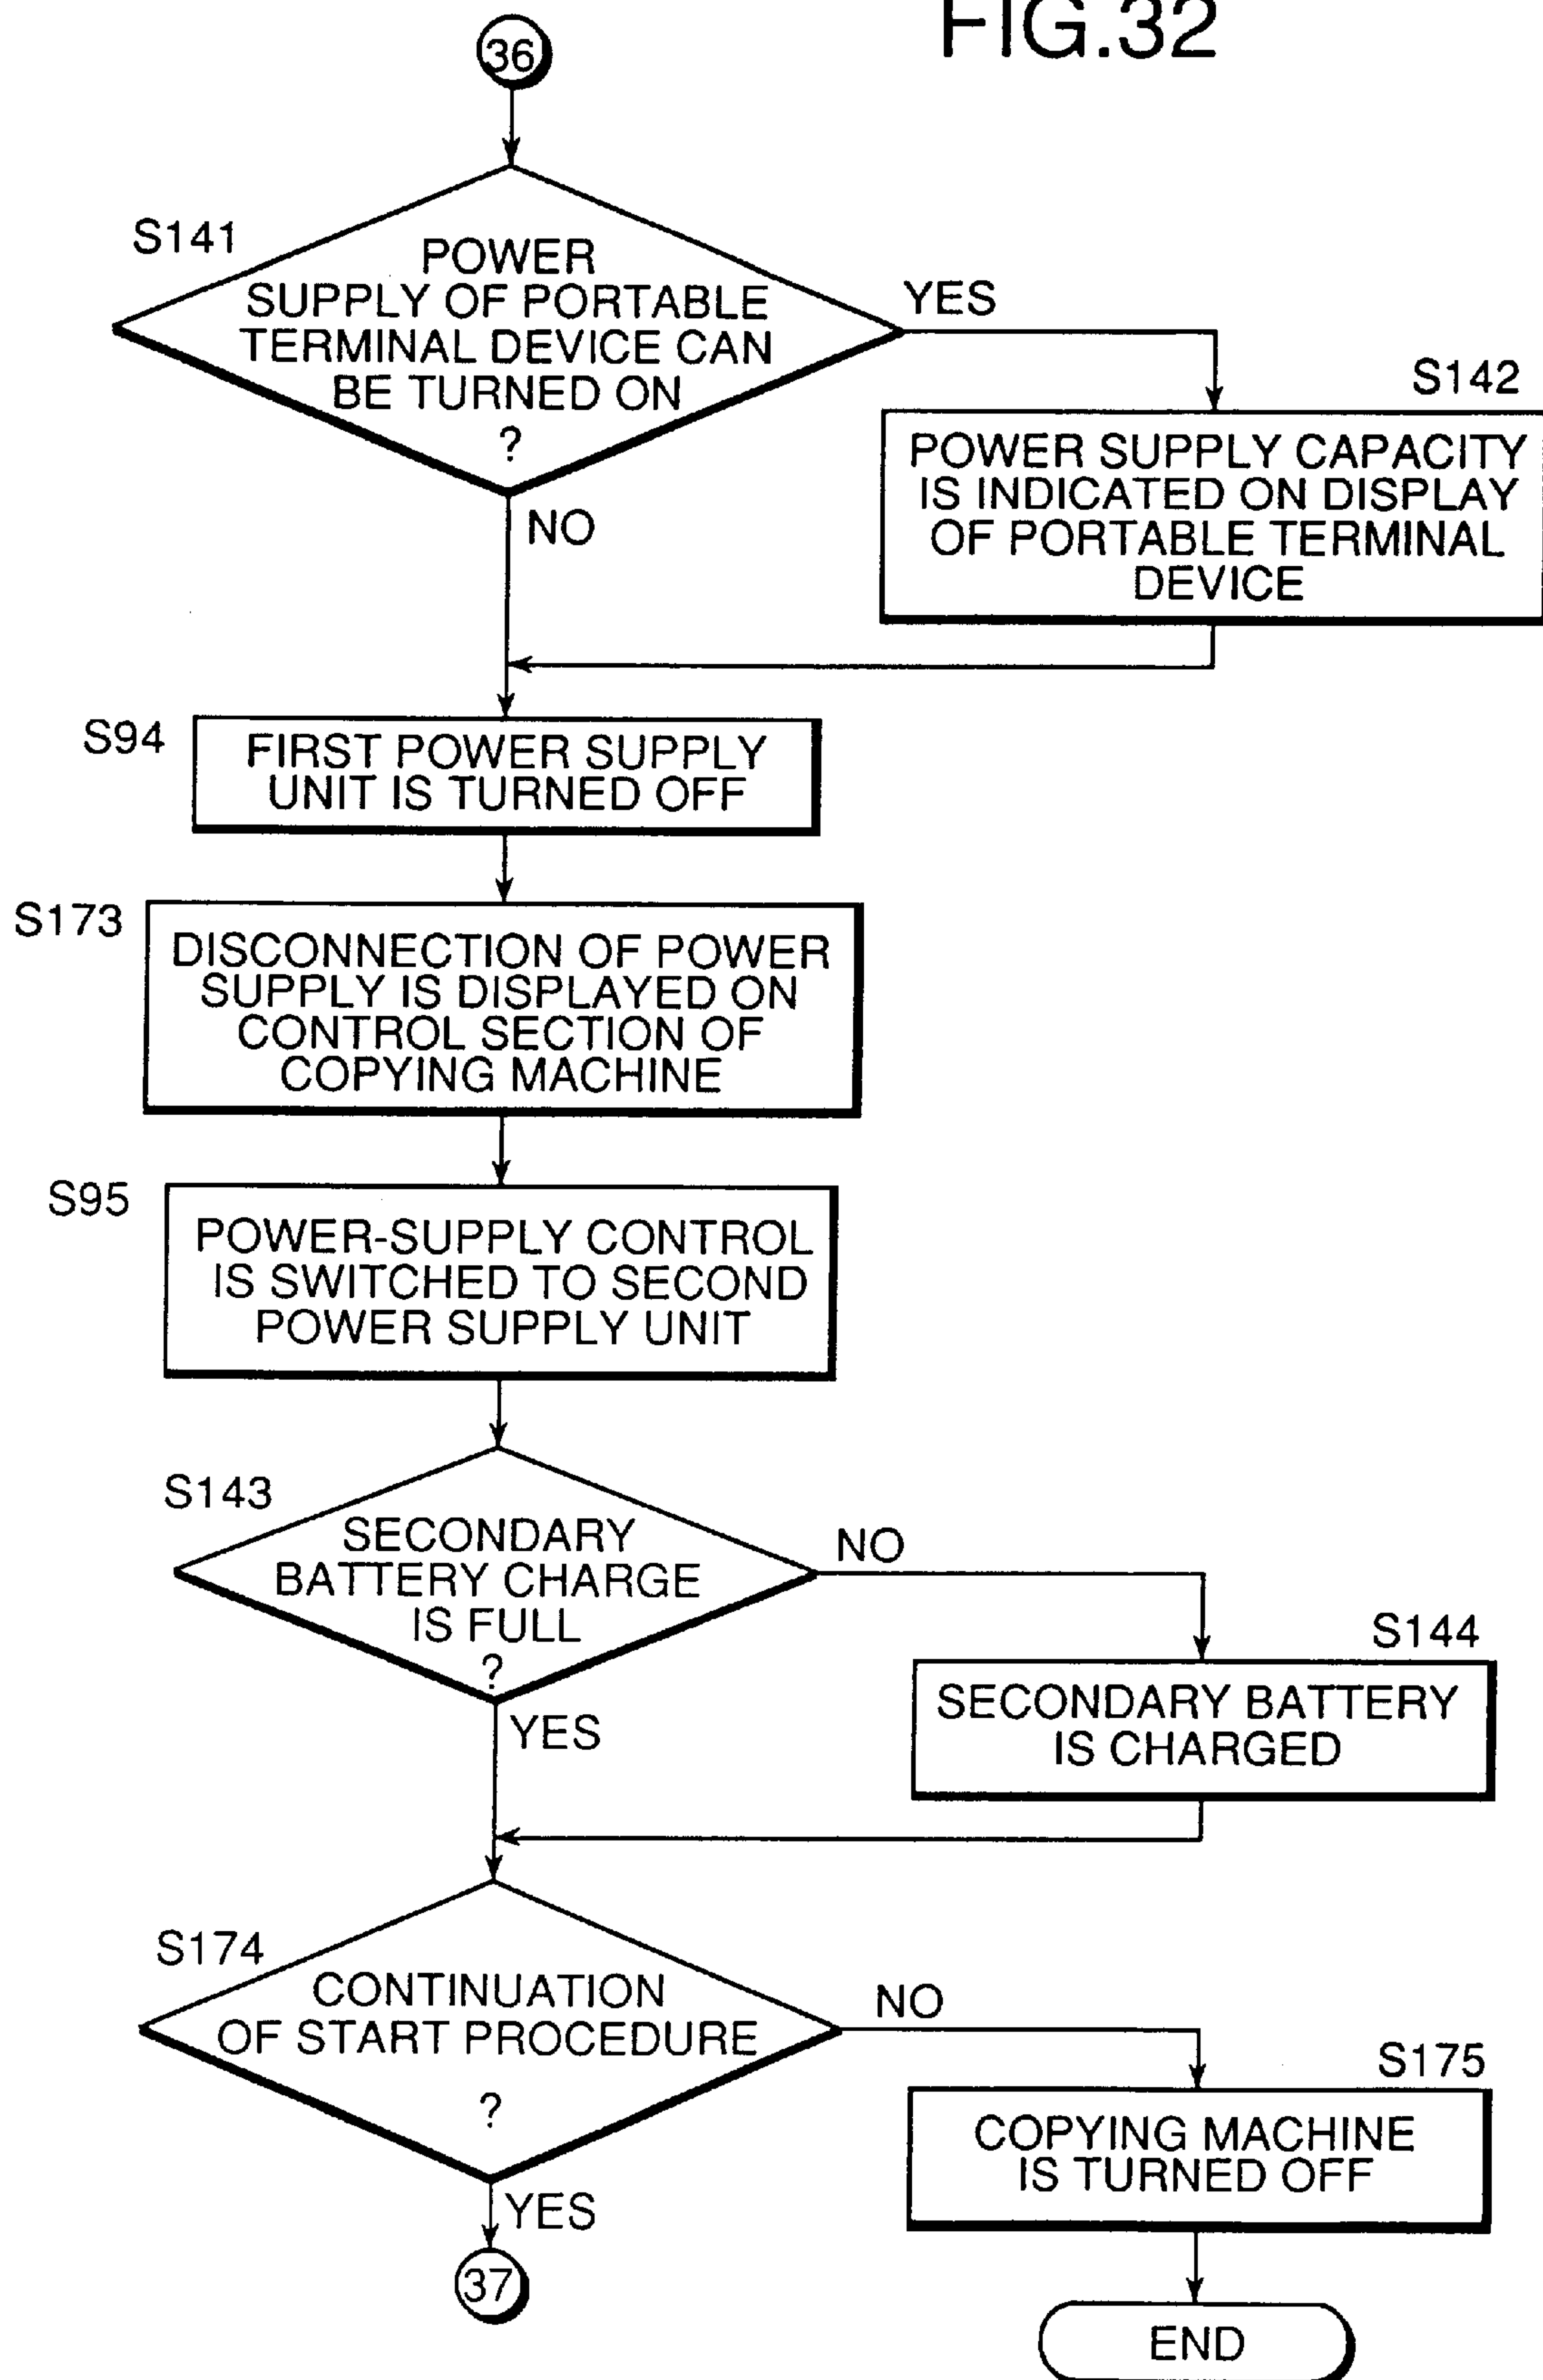 FIG.32
36
S141
POWER
SUPPLY OF PORTABLE
TERMINAL DEVICE CAN
BE TURNED ON
?
YES
NO
S142
POWER SUPPLY CAPACITY
IS INDICATED ON DISPLAY
OF PORTABLE TERMINAL
DEVICE
S94
FIRST POWER SUPPLY
UNIT IS TURNED OFF
S173
DISCONNECTION OF POWER
SUPPLY IS DISPLAYED ON
CONTROL SECTION OF
COPYING MACHINE
S95
POWER-SUPPLY CONTROL
IS SWITCHED TO SECOND
POWER SUPPLY UNIT
S143
SECONDARY
BATTERY CHARGE
IS FULL
?
NO
YES
S144
SECONDARY BATTERY
IS CHARGED
S174
CONTINUATION
OF START PROCEDURE
?
NO
YES
S175
COPYING MACHINE
IS TURNED OFF
37
END